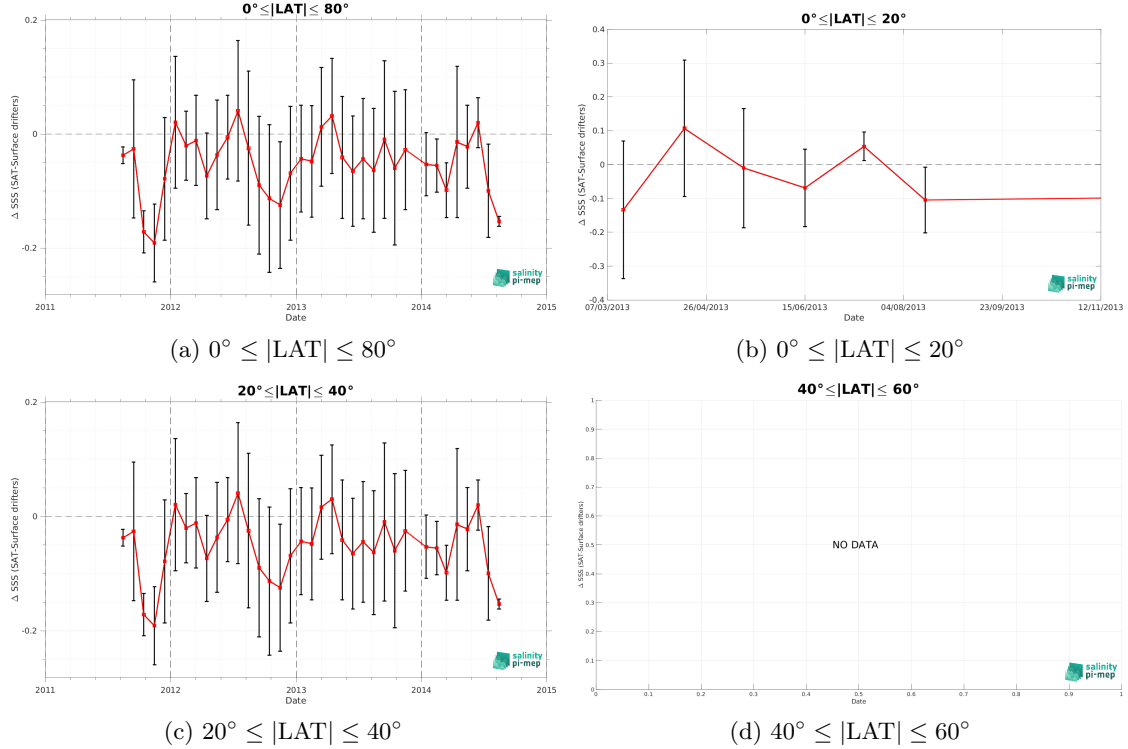 0°≤|LAT|≤ 80°
0.2
0
-0.2
Δ SSS (SAT-Surface drifters)
2011
2012
2013
2014
2015
Date
salinity
pi-mep
(a) 0° ≤ |LAT| ≤ 80°
0°≤|LAT|≤ 20°
0.4
0.3
0.2
0.1
0
-0.1
-0.2
-0.3
-0.4
Δ SSS (SAT-Surface drifters)
07/03/2013
26/04/2013
15/06/2013
04/08/2013
23/09/2013
12/11/2013
Date
salinity
pi-mep
(b) 0° ≤ |LAT| ≤ 20°
20°≤|LAT|≤ 40°
0.2
0
-0.2
Δ SSS (SAT-Surface drifters)
2011
2012
2013
2014
2015
Date
salinity
pi-mep
(c) 20° ≤ |LAT| ≤ 40°
40°≤|LAT|≤ 60°
1
0.9
0.8
0.7
0.6
0.5
0.4
0.3
0.2
0.1
0
Δ SSS (SAT-Surface drifters)
NO DATA
0
0.1
0.2
0.3
0.4
0.5
0.6
0.7
0.8
0.9
1
Date
salinity
pi-mep
(d) 40° ≤ |LAT| ≤ 60°